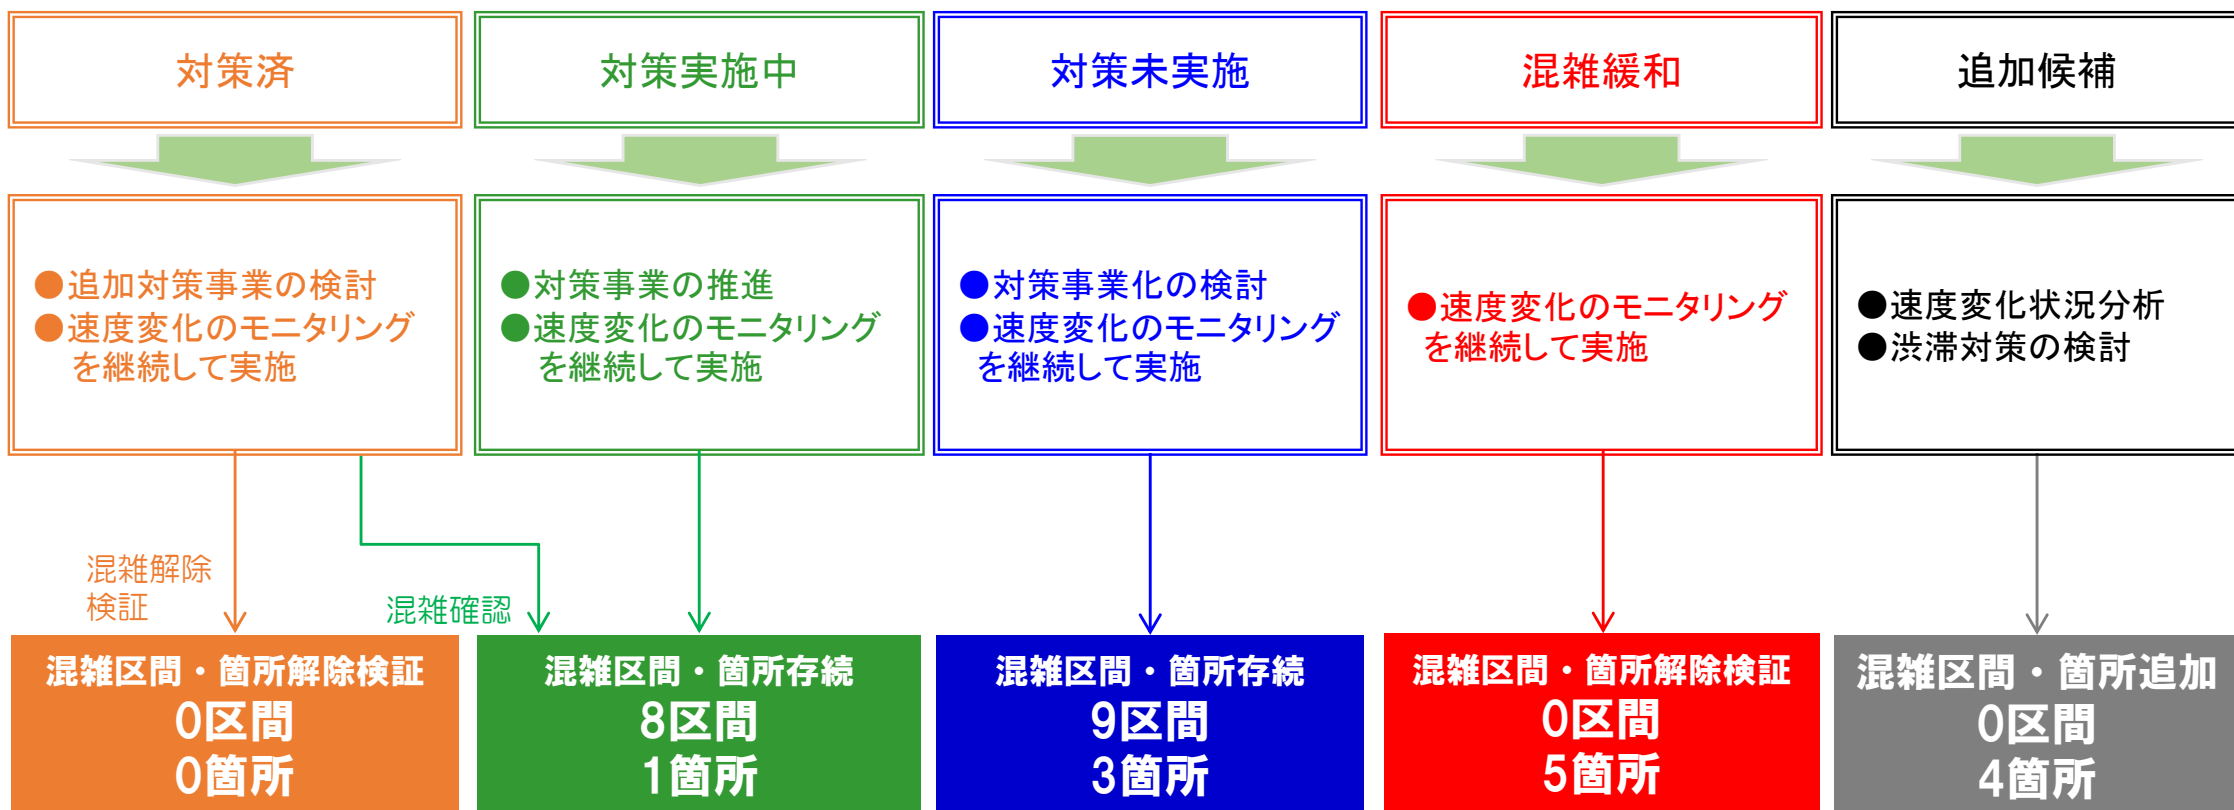 対策済
対策実施中
対策未実施
混雑緩和
追加候補
●追加対策事業の検討
●速度変化のモニタリング
を継続して実施
●対策事業の推進
●速度変化のモニタリング
を継続して実施
●対策事業化の検討
●速度変化のモニタリング
を継続して実施
●速度変化のモニタリング
を継続して実施
●速度変化状況分析
●渋滞対策の検討
混雑解除
検証
混雑確認
混雑区間・箇所解除検証
0区間
0箇所
混雑区間・箇所存続
8区間
1箇所
混雑区間・箇所存続
9区間
3箇所
混雑区間・箇所解除検証
0区間
5箇所
混雑区間・箇所追加
0区間
4箇所